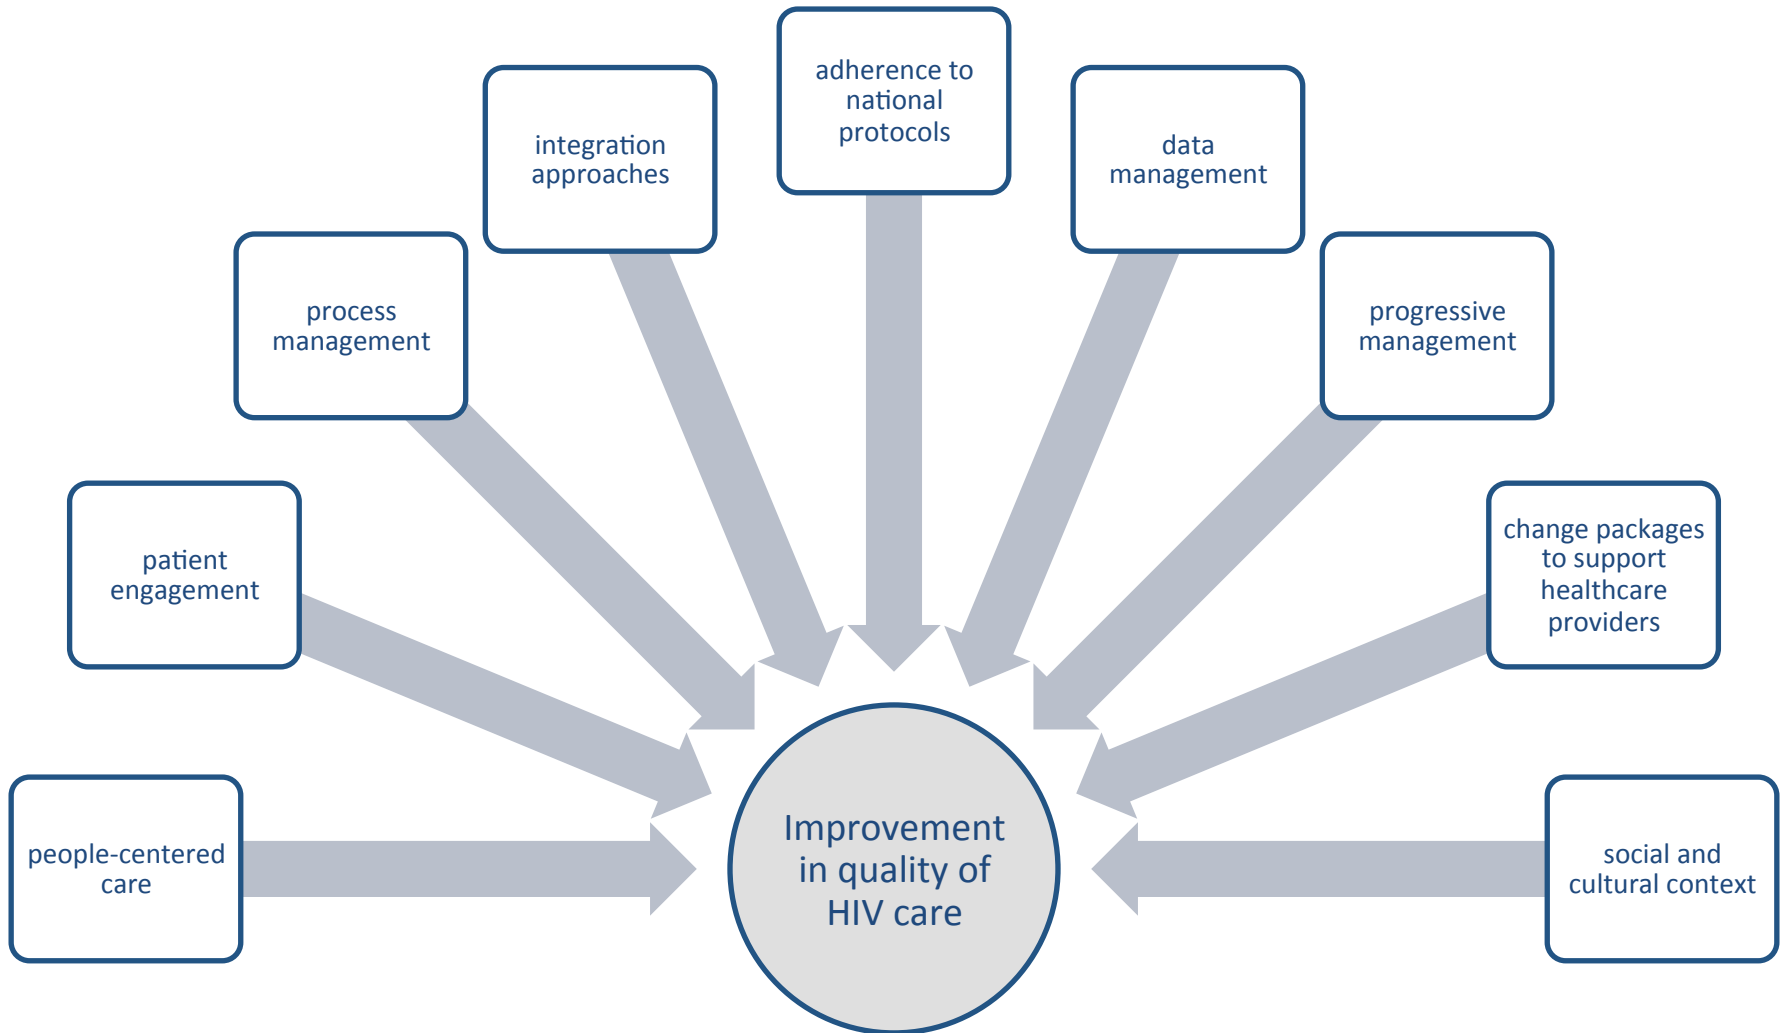 adherence to
national
protocols
integration
approaches
data
management
process
management
progressive
management
patient
engagement
change packages
to support
healthcare
providers
people-centered
care
Improvement
in quality of
HIV care
social and
cultural context